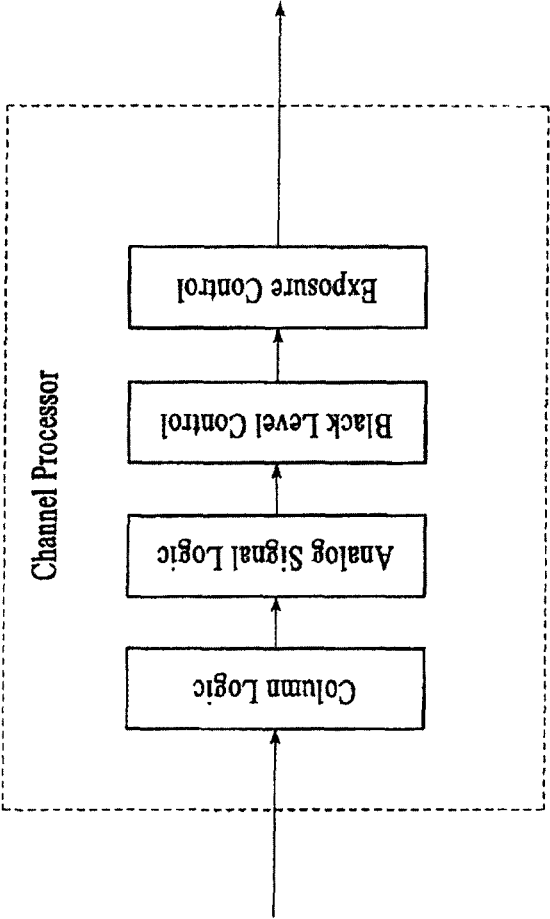 Channel Processor
Exposure Control
Black Level Control
Analog Signal Logic
Column Logic